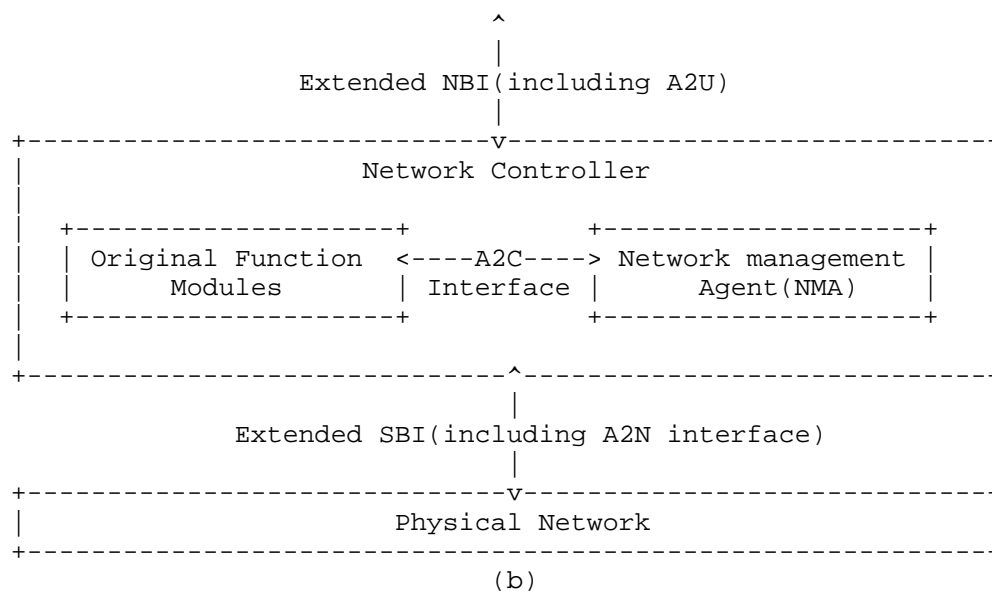 Extended NBI(including A2U)
Network Controller
Original Function <----A2C----> Network management
Modules Interface Agent(NMA)
Extended SBI(including A2N interface)
Physical Network
(b)